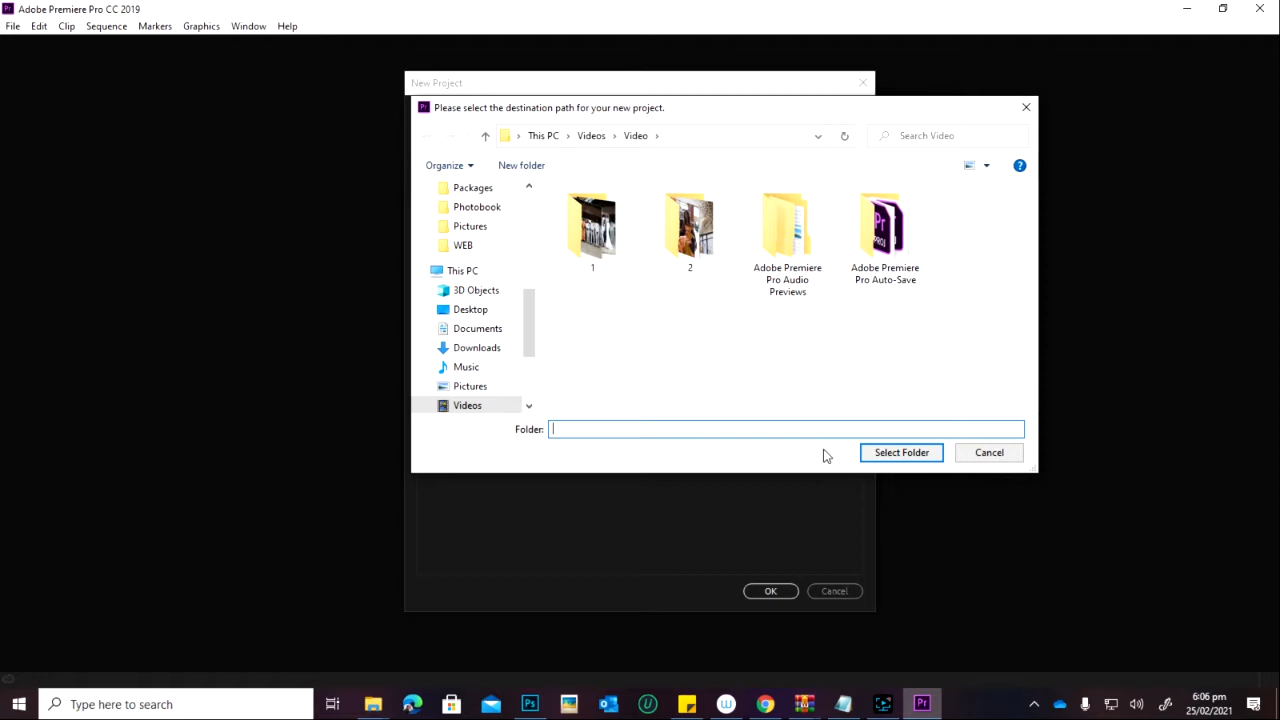 Adobe Premiere Pro CC 2019
File Edit Clip Sequence Markers Graphics Window Help
New Project
Please select the destination path for your new project.
This PC › Videos › Video ›
Search Video
Organize
New folder
Packages
Photobook
Pictures
WEB
This PC
3D Objects
Desktop
Documents
Downloads
Music
Pictures
Videos
1
2
Adobe Premiere
Pro Audio
Previews
Adobe Premiere
Pro Auto-Save
Folder:
Select Folder
Cancel
OK
Cancel
Type here to search
6:06 pm
25/02/2021